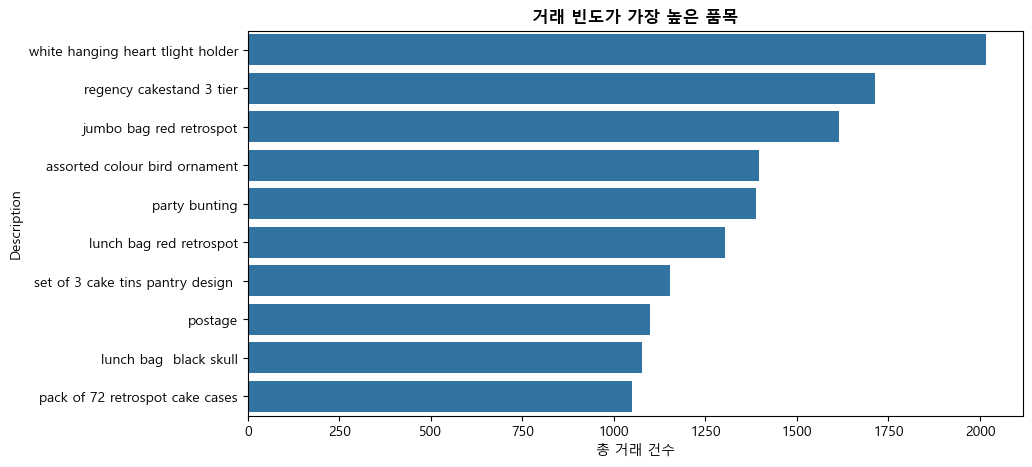 거래 빈도가 가장 높은 품목
white hanging heart tlight holder
regency cakestand 3 tier
jumbo bag red retrospot
assorted colour bird ornament
party bunting
lunch bag red retrospot
set of 3 cake tins pantry design
postage
lunch bag  black skull
pack of 72 retrospot cake cases
Description
0 250 500 750 1000 1250 1500 1750 2000
총 거래 건수